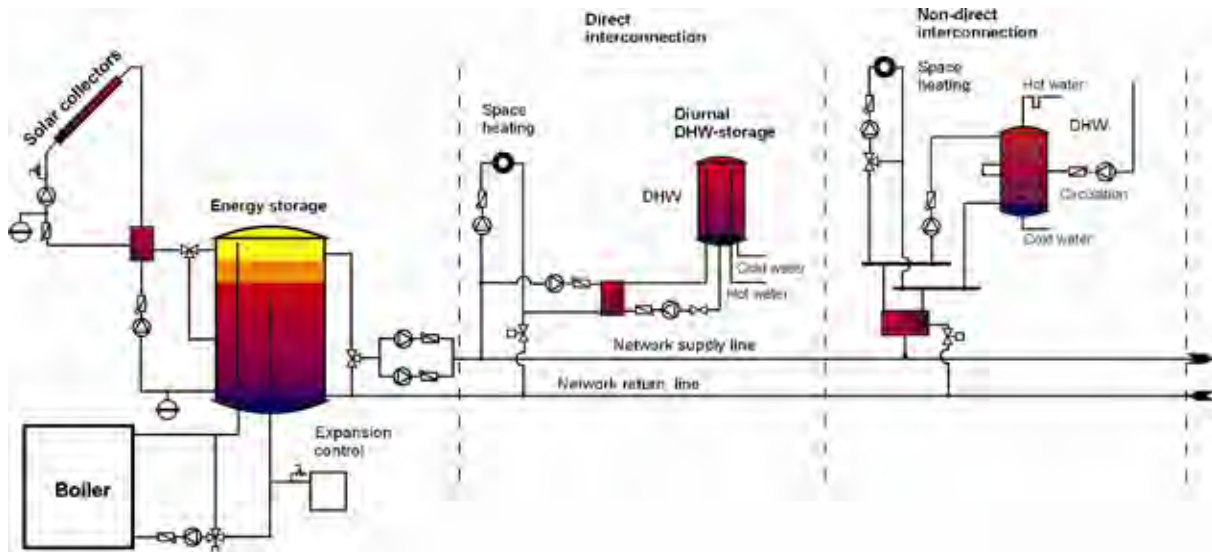 Direct
interconnection
Non-direct
interconnection
Solar collectors
Space
heating
Diurnal
DHW-storage
Space
heating
Hot water
DHW
Energy storage
DHW
Circulation
Cold water
Hot water
Cold water
Network supply line
Network return line
Expansion
control
Boiler